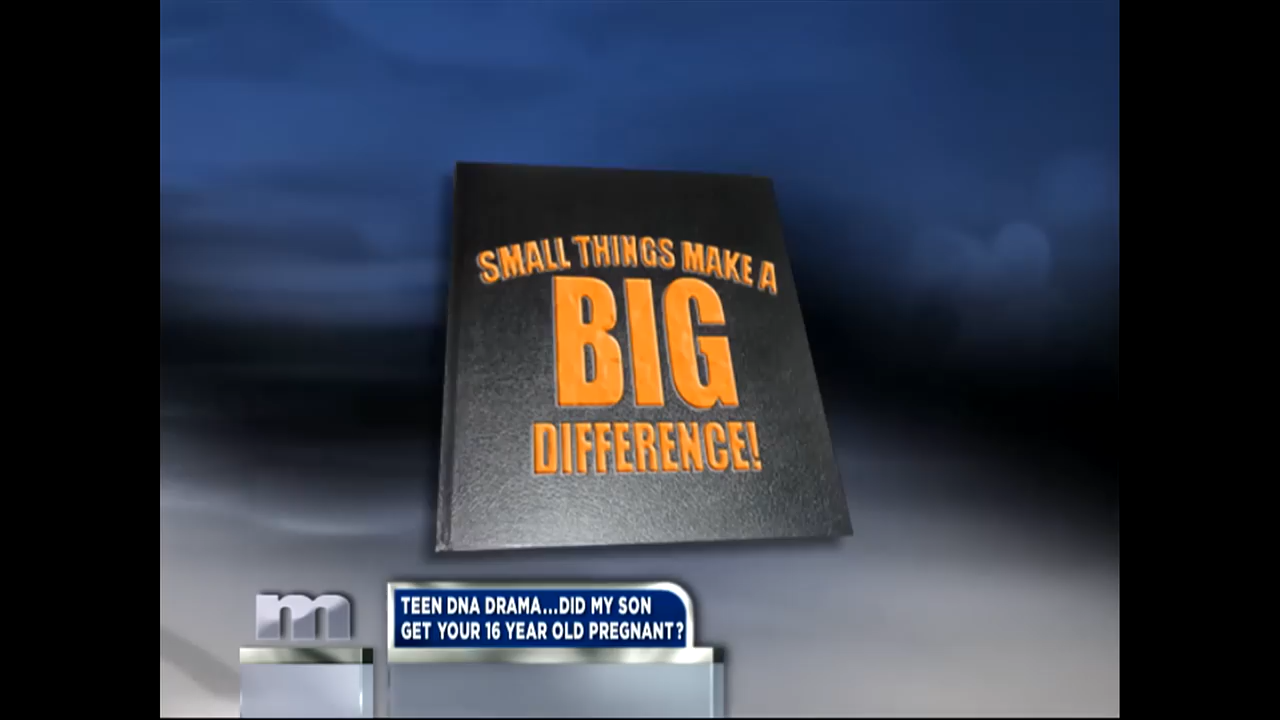 SMALL THINGS MAKE A
BIG
DIFFERENCE!
m
TEEN DNA DRAMA...DID MY SON
GET YOUR 16 YEAR OLD PREGNANT?